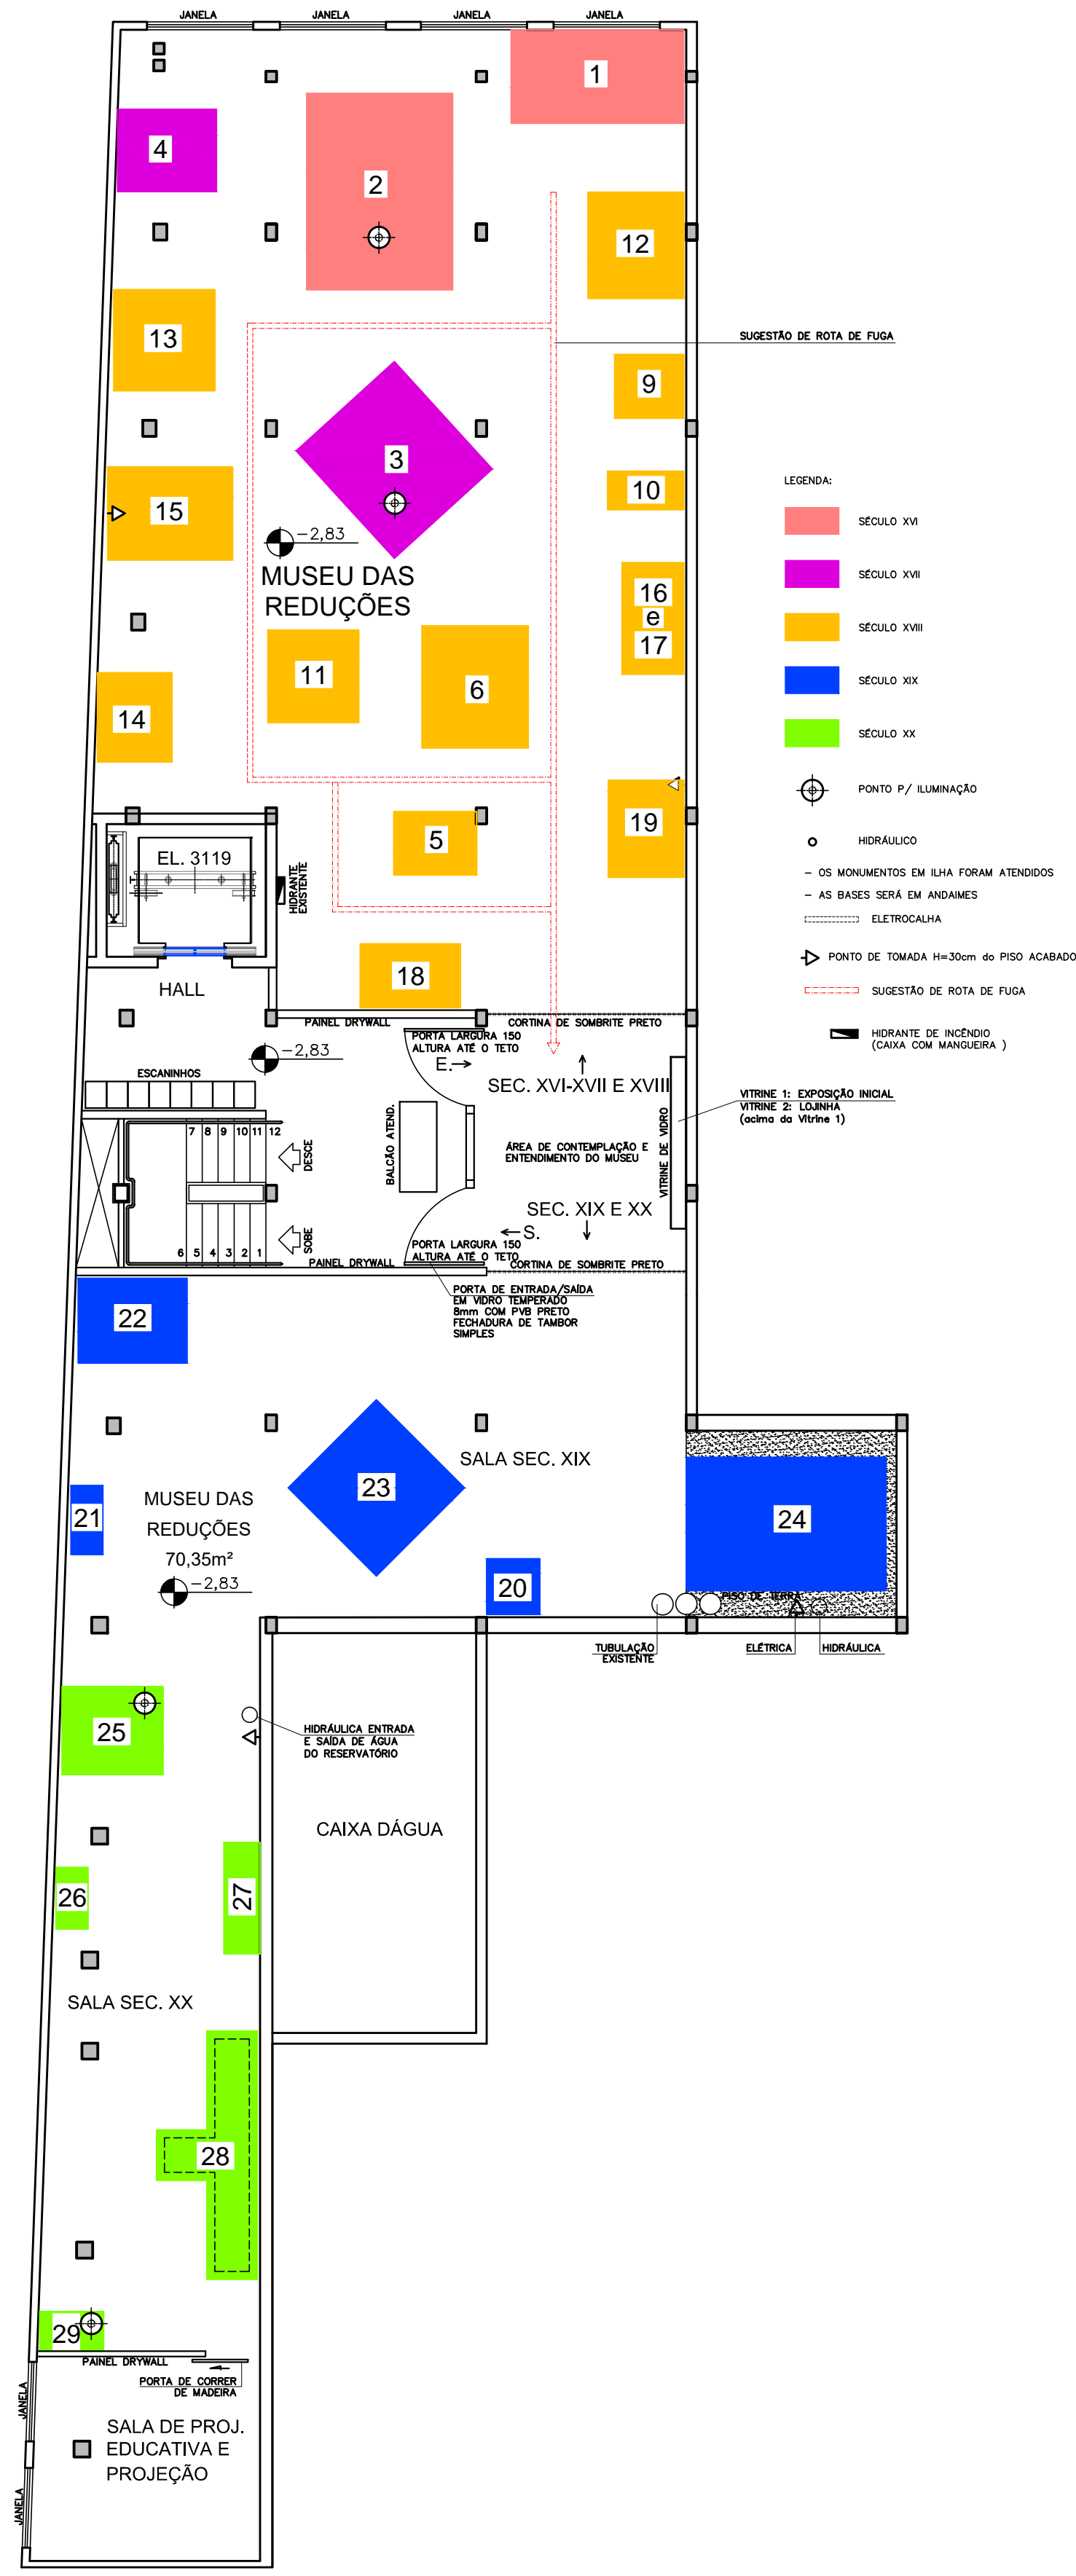 JANELA
JANELA
JANELA
JANELA
1
4
2
12
13
SUGESTÃO DE ROTA DE FUGA
9
3
10
LEGENDA:
SÉCULO XVI
SÉCULO XVII
SÉCULO XVIII
SÉCULO XIX
SÉCULO XX
PONTO P/ ILUMINAÇÃO
HIDRÁULICO
- OS MONUMENTOS EM ILHA FORAM ATENDIDOS
- AS BASES SERÁ EM ANDAIMES
ELETROCALHA
PONTO DE TOMADA H=30cm do PISO ACABADO
SUGESTÃO DE ROTA DE FUGA
HIDRANTE DE INCÊNDIO
(CAIXA COM MANGUEIRA )
15
-2,83
MUSEU DAS
REDUÇÕES
16
e
17
11
6
14
19
5
EL. 3119
HIDRANTE
EXISTENTE
18
HALL
PAINEL DRYWALL
CORTINA DE SOMBRITE PRETO
PORTA LARGURA 150
ALTURA ATÉ O TETO
-2,83
E.
SEC. XVI-XVII E XVIII
ESCANINHOS
VITRINE 1: EXPOSIÇÃO INICIAL
VITRINE 2: LOJINHA
(acima da Vitrine 1)
7 8 9 10 11 12
DESCE
BALCÃO ATEND.
ÁREA DE CONTEMPLAÇÃO E
ENTENDIMENTO DO MUSEU
VITRINE DE VIDRO
SEC. XIX E XX
S.
6 5 4 3 2 1
SOBE
PORTA LARGURA 150
ALTURA ATÉ O TETO
PAINEL DRYWALL
CORTINA DE SOMBRITE PRETO
PORTA DE ENTRADA/SAÍDA
EM VIDRO TEMPERADO
8mm COM PVB PRETO
FECHADURA DE TAMBOR
SIMPLES
22
SALA SEC. XIX
23
21
MUSEU DAS
REDUÇÕES
70,35m²
-2,83
24
20
PISO DE TERRA
TUBULAÇÃO
EXISTENTE
ELÉTRICA
HIDRÁULICA
25
HIDRÁULICA ENTRADA
E SAÍDA DE ÁGUA
DO RESERVATÓRIO
CAIXA DÁGUA
26
27
SALA SEC. XX
28
29
PAINEL DRYWALL
PORTA DE CORRER
DE MADEIRA
JANELA
SALA DE PROJ.
EDUCATIVA E
PROJEÇÃO
JANELA